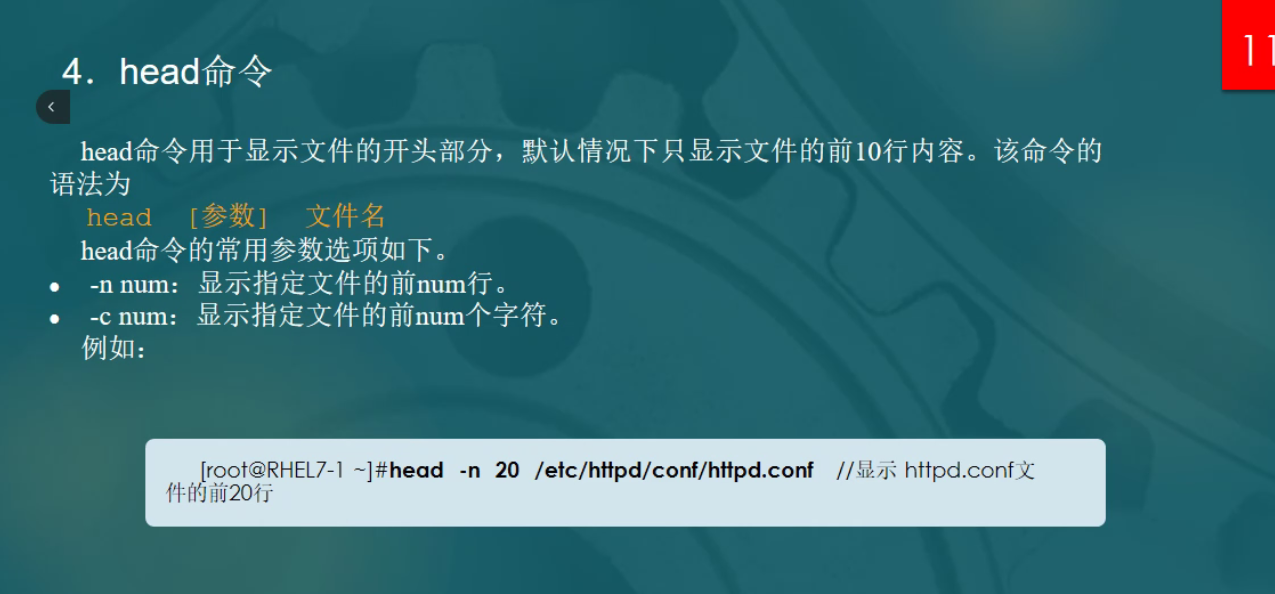 11
4．head命令
head命令用于显示文件的开头部分，默认情况下只显示文件的前10行内容。该命令的
语法为
head [参数] 文件名
head命令的常用参数选项如下。
● -n num：显示指定文件的前num行。
● -c num：显示指定文件的前num个字符。
例如：
[root@RHEL7-1 ~]#head -n 20 /etc/httpd/conf/httpd.conf //显示 httpd.conf文
件的前20行